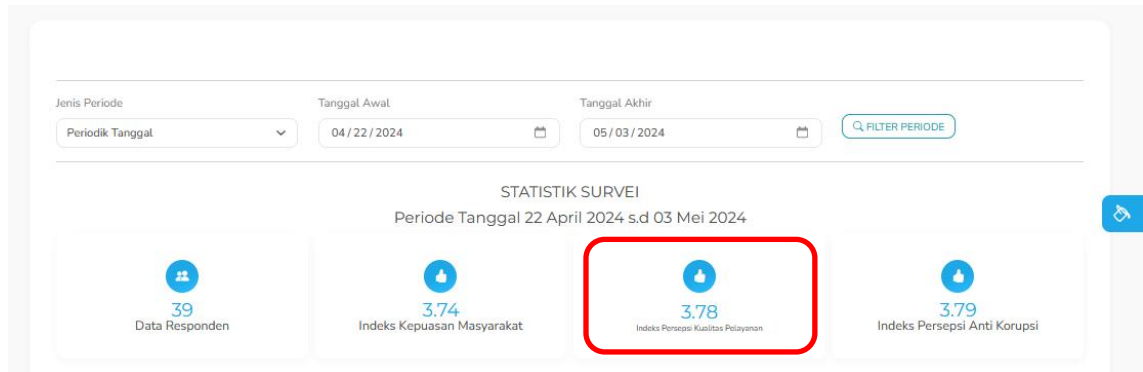 Jenis Periode Tanggal Awal Tanggal Akhir
Periodik Tanggal 04/22/2024 05/03/2024 FILTER PERIODE
STATISTIK SURVEI
Periode Tanggal 22 April 2024 s.d 03 Mei 2024
39
Data Responden
3.74
Indeks Kepuasan Masyarakat
3.78
Indeks Persepsi Kualitas Pelayanan
3.79
Indeks Persepsi Anti Korupsi